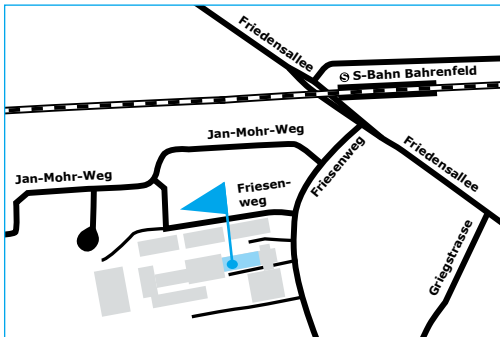 Friedensallee
S S-Bahn Bahrenfeld
Jan-Mohr-Weg
Friesenweg
Friedensallee
Jan-Mohr-Weg
Friesen-
weg
Griegstrasse